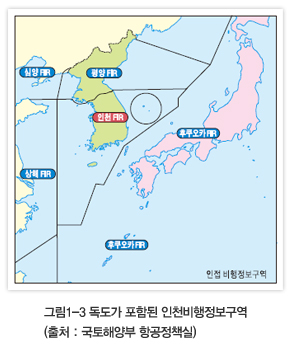 심양 FIR
평양 FIR
인천 FIR
후쿠오카 FIR
상해 FIR
후쿠오카 FIR
인접 비행정보구역
그림1-3 독도가 포함된 인천비행정보구역
(출처 : 국토해양부 항공정책실)